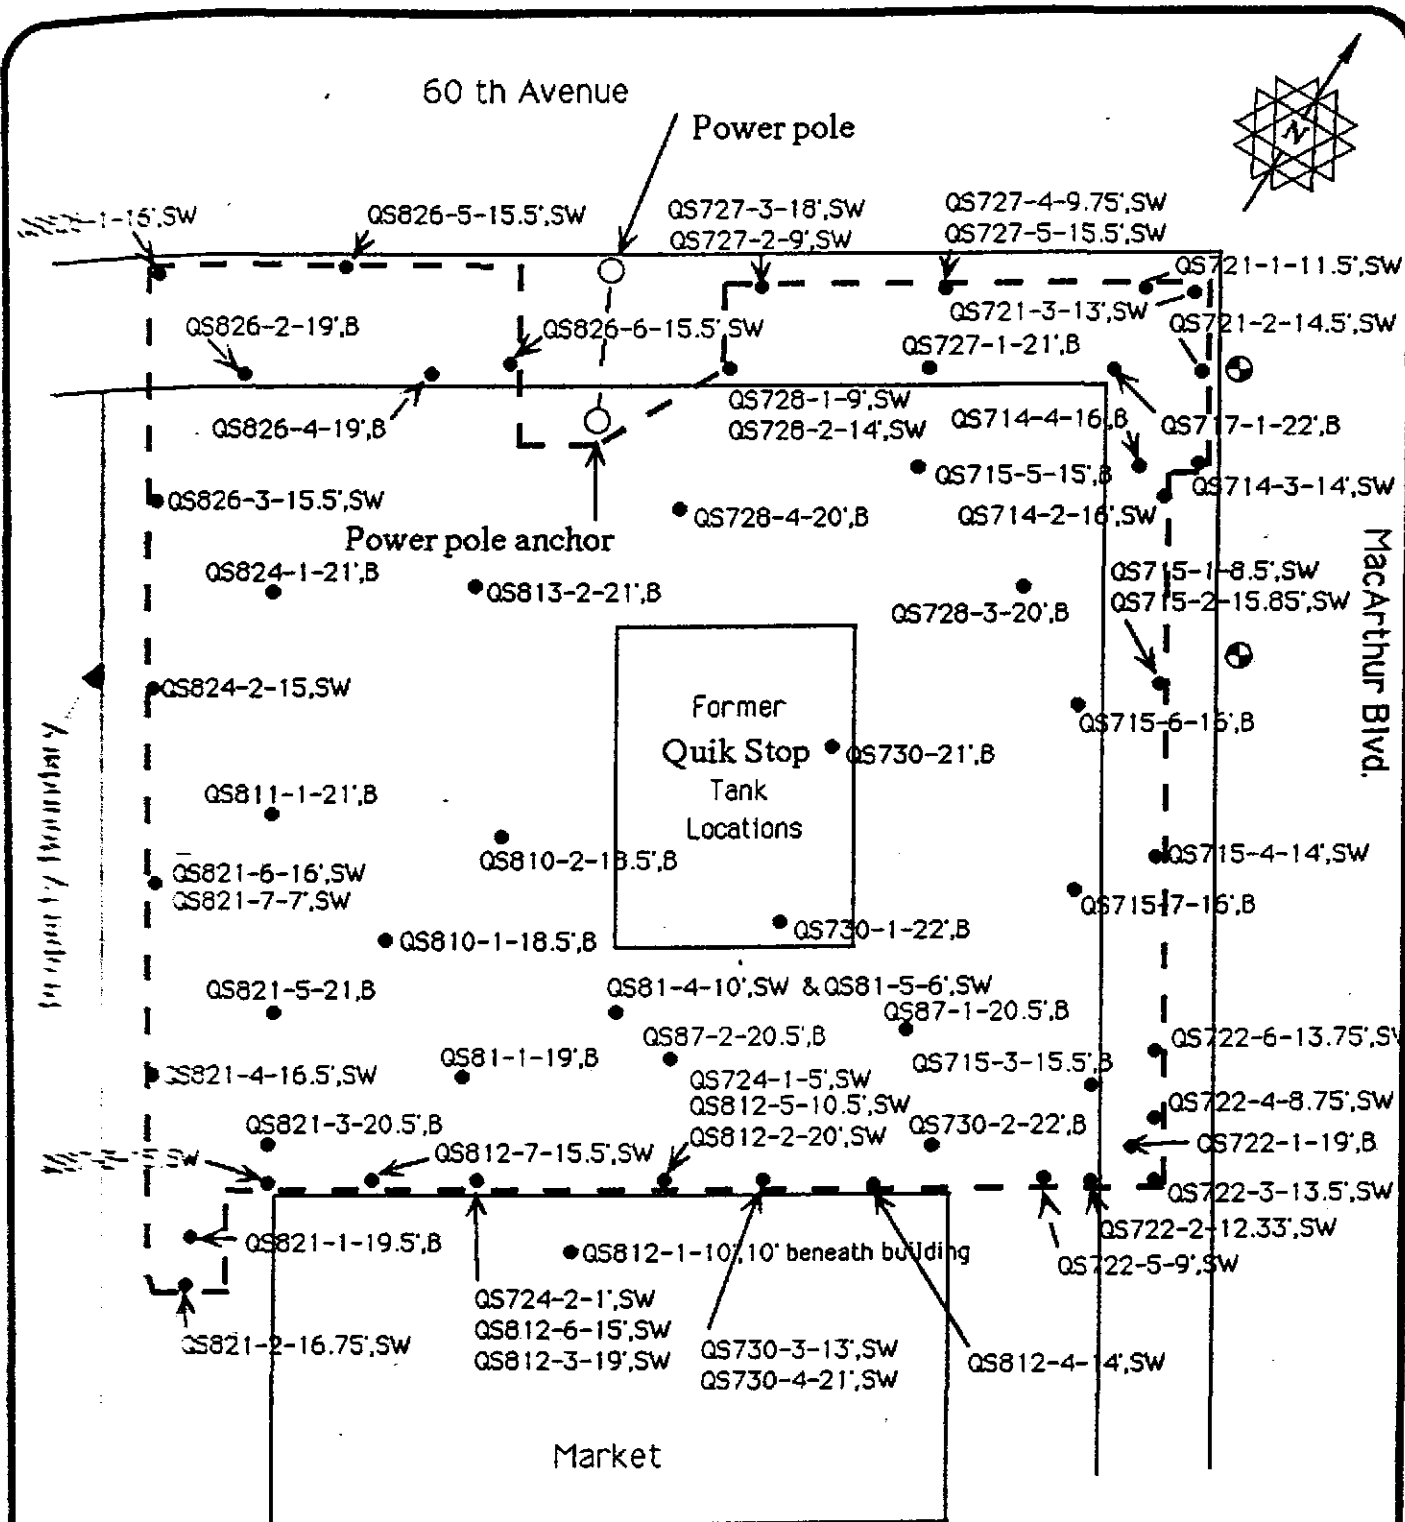 60 th Avenue
Power pole
N
-1-15',SW
QS826-5-15.5',SW
QS727-3-18',SW
QS727-2-9',SW
QS727-4-9.75',SW
QS727-5-15.5',SW
QS721-1-11.5',SW
QS721-3-13',SW
QS721-2-14.5',SW
QS826-2-19',B
QS826-6-15.5',SW
QS727-1-21',B
QS826-4-19',B
QS728-1-9',SW
QS728-2-14',SW
QS714-4-16',B
QS717-1-22',B
QS715-5-15',B
QS714-3-14',SW
QS826-3-15.5',SW
QS728-4-20',B
QS714-2-16',SW
Power pole anchor
MacArthur Blvd.
QS824-1-21',B
QS813-2-21',B
QS728-3-20',B
QS715-1-8.5',SW
QS715-2-15.85',SW
QS824-2-15,SW
Former
Quik Stop
Tank
Locations
QS730-21',B
QS715-6-16',B
QS811-1-21',B
QS810-2-18.5',B
QS715-4-14',SW
QS821-6-16',SW
QS821-7-7',SW
QS715-7-16',B
QS810-1-18.5',B
QS730-1-22',B
QS821-5-21,B
QS81-4-10',SW & QS81-5-6',SW
QS87-1-20.5',B
QS87-2-20.5',B
QS722-6-13.75',SW
QS81-1-19',B
QS715-3-15.5',B
QS821-4-16.5',SW
QS724-1-5',SW
QS812-5-10.5',SW
QS812-2-20',SW
QS722-4-8.75',SW
QS821-3-20.5',B
QS730-2-22',B
QS722-1-19',B
SW
QS812-7-15.5',SW
QS722-3-13.5',SW
QS722-2-12.33',SW
QS821-1-19.5',B
QS812-1-10',10' beneath building
QS722-5-9',SW
QS724-2-1',SW
QS812-6-15',SW
QS812-3-19',SW
QS821-2-16.75',SW
QS730-3-13',SW
QS730-4-21',SW
QS812-4-14',SW
Market